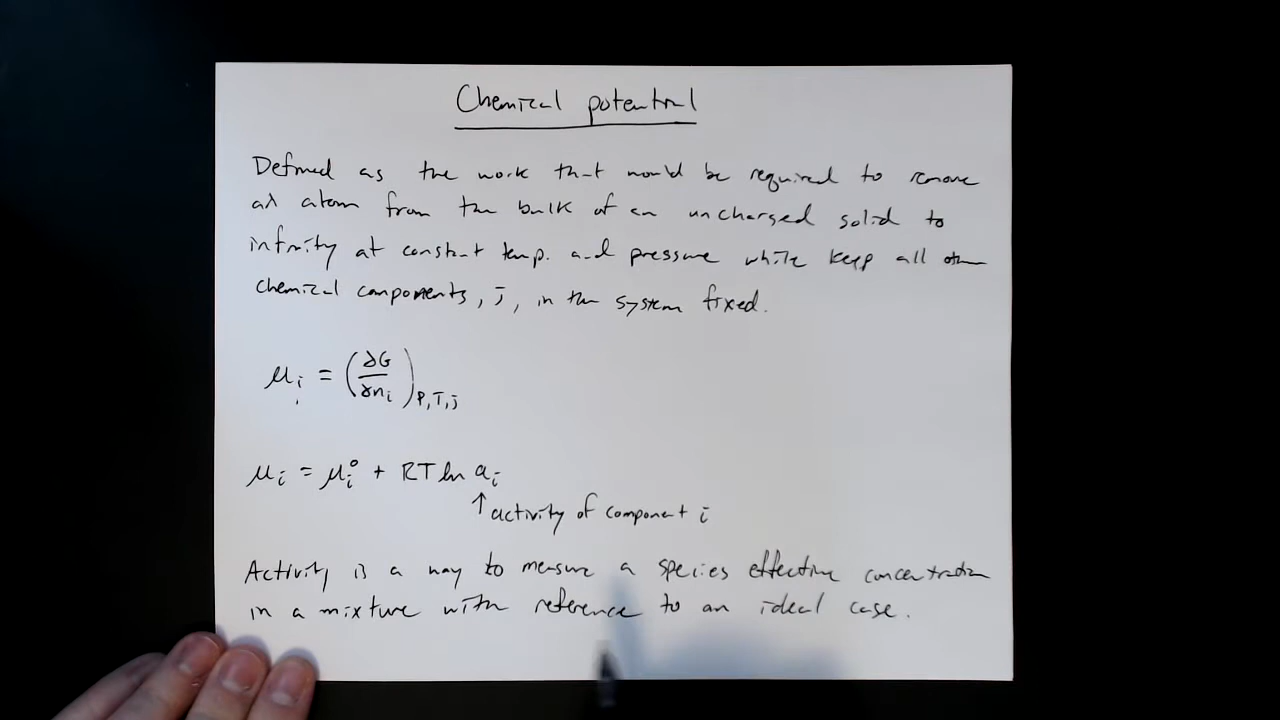 Chemical potential
Defined as the work that would be required to remove
an atom from the bulk of an uncharged solid to
infinity at constant temp. and pressure while keep all other
chemical components, j, in the system fixed.
μᵢ = (∂G/∂nᵢ)P,T,j
μᵢ = μᵢ° + RT ln aᵢ
↑ activity of component i
Activity is a way to measure a species effective concentration
in a mixture with reference to an ideal case.